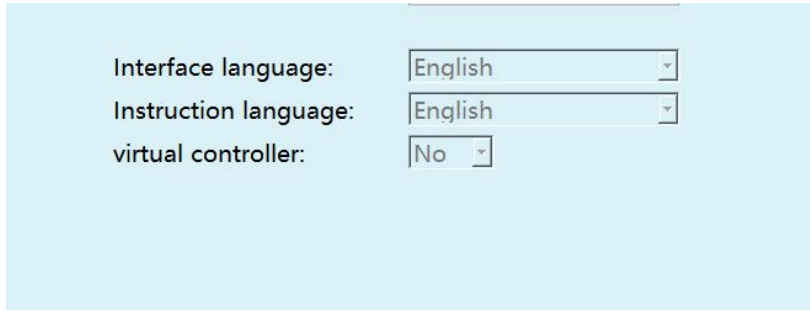 Interface language: English
Instruction language: English
virtual controller: No